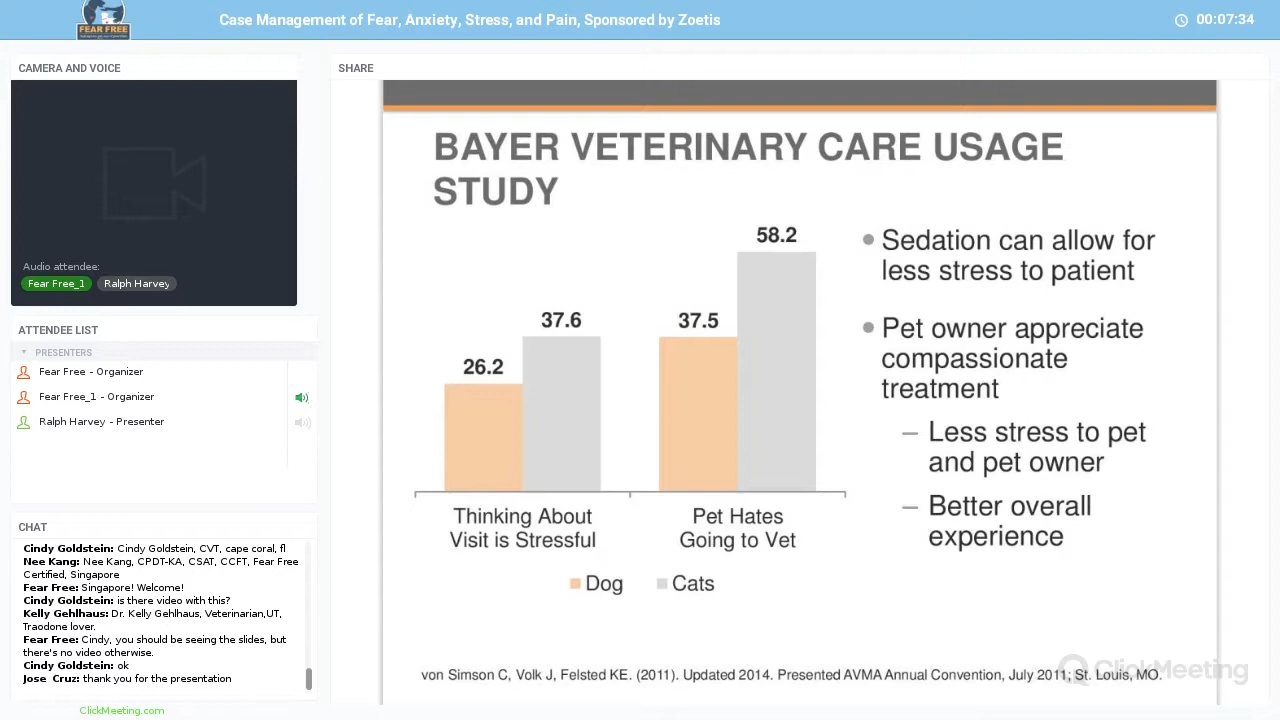 FEAR FREE
Case Management of Fear, Anxiety, Stress, and Pain, Sponsored by Zoetis
00:07:34
CAMERA AND VOICE
Audio attendee:
Fear Free_1
Ralph Harvey
ATTENDEE LIST
PRESENTERS
Fear Free - Organizer
Fear Free_1 - Organizer
Ralph Harvey - Presenter
CHAT
Cindy Goldstein: Cindy Goldstein, CVT, cape coral, fl
Nee Kang: Nee Kang, CPDT-KA, CSAT, CCFT, Fear Free
Certified, Singapore
Fear Free: Singapore! Welcome!
Cindy Goldstein: is there video with this?
Kelly Gehlhaus: Dr. Kelly Gehlhaus, Veterinarian,UT,
Traodone lover.
Fear Free: Cindy, you should be seeing the slides, but
there's no video otherwise.
Cindy Goldstein: ok
Jose Cruz: thank you for the presentation
ClickMeeting.com
SHARE
BAYER VETERINARY CARE USAGE
STUDY
26.2
37.6
37.5
58.2
Thinking About
Visit is Stressful
Pet Hates
Going to Vet
Dog
Cats
Sedation can allow for
less stress to patient
Pet owner appreciate
compassionate
treatment
– Less stress to pet
and pet owner
– Better overall
experience
von Simson C, Volk J, Felsted KE. (2011). Updated 2014. Presented AVMA Annual Convention, July 2011; St. Louis, MO.
ClickMeeting